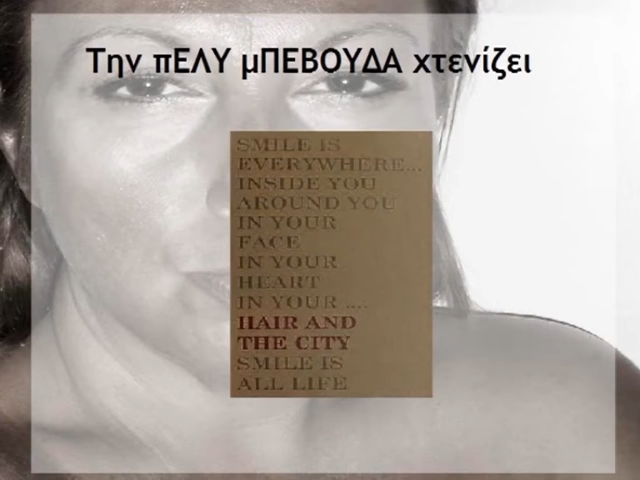 Την πΕΛΥ μΠΕΒΟΥΔΑ χτενίζει
SMILE IS
EVERYWHERE...
INSIDE YOU
AROUND YOU
IN YOUR
FACE
IN YOUR
HEART
IN YOUR ....
HAIR AND
THE CITY
SMILE IS
ALL LIFE